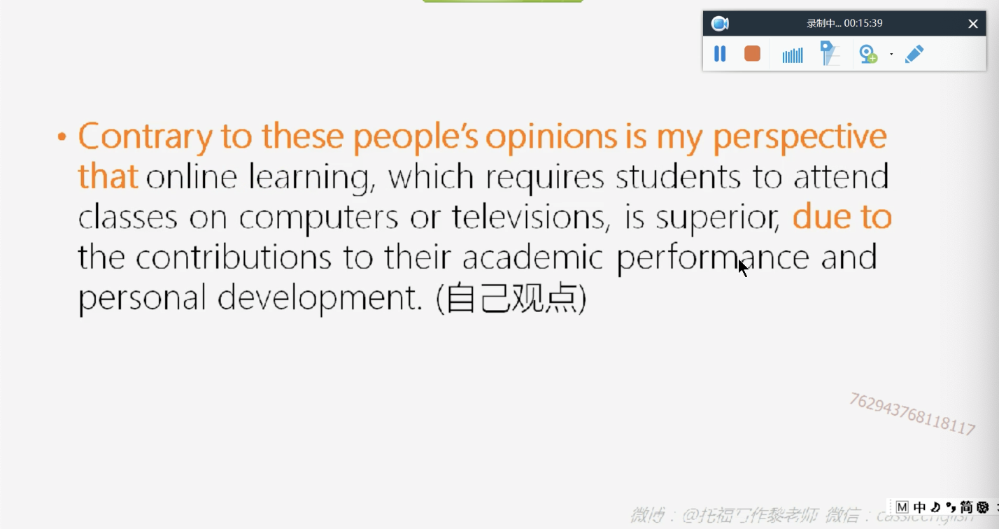 录制中... 00:15:39
• Contrary to these people's opinions is my perspective
that online learning, which requires students to attend
classes on computers or televisions, is superior, due to
the contributions to their academic performance and
personal development. (自己观点)
762943768118117
微博：@托福写作黎老师 微信：
M 中 简